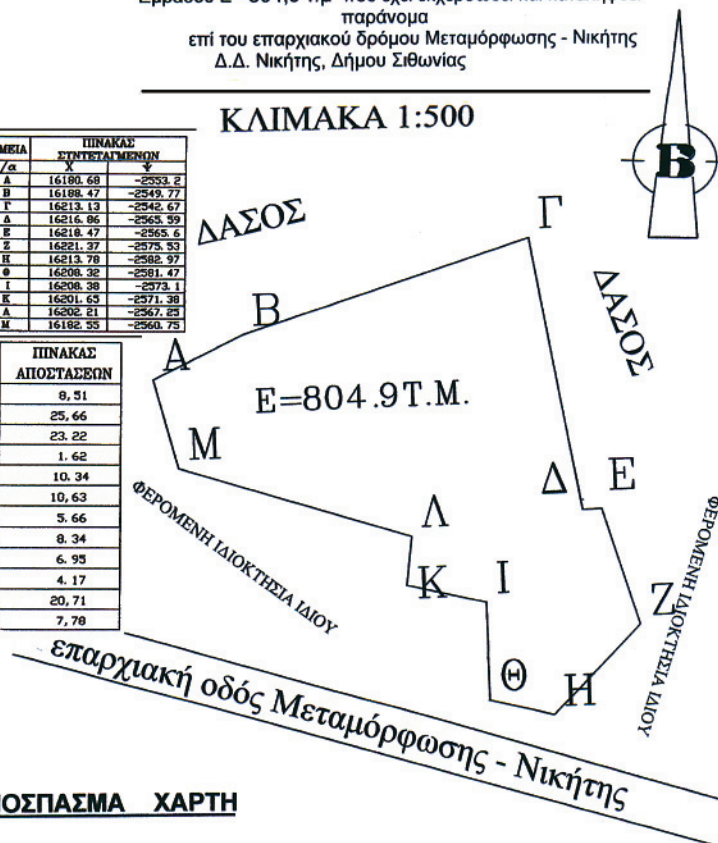 παράνομα
επί του επαρχιακού δρόμου Μεταμόρφωσης - Νικήτης
Δ.Δ. Νικήτης, Δήμου Σιθωνίας
ΚΛΙΜΑΚΑ 1:500
Β
ΜΕΙΑ ΠΙΝΑΚΑΣ
ΣΥΝΤΕΤΑΓΜΕΝΩΝ
/α Χ Ψ
Α 16180.68 -2553.2
Β 16188.47 -2549.77
Γ 16213.13 -2542.67
Δ 16216.86 -2565.59
Ε 16218.47 -2565.6
Ζ 16221.37 -2575.53
Η 16213.78 -2582.97
Θ 16208.32 -2581.47
Ι 16208.38 -2573.1
Κ 16201.65 -2571.38
Λ 16202.21 -2567.25
Μ 16182.55 -2560.75
ΠΙΝΑΚΑΣ
ΑΠΟΣΤΑΣΕΩΝ
8,51
25,66
23.22
1.62
10.34
10,63
5.66
8.34
6.95
4.17
20,71
7,78
ΔΑΣΟΣ
Γ
ΔΑΣΟΣ
Β
Α
Ε=804.9Τ.Μ.
Μ
Δ
Ε
Λ
Κ
Ι
Ζ
Θ
Η
ΦΕΡΟΜΕΝΗ ΙΔΙΟΚΤΗΣΙΑ ΙΔΙΟΥ
ΦΕΡΟΜΕΝΗ ΙΔΙΟΚΤΗΣΙΑ ΙΔΙΟΥ
επαρχιακή οδός Μεταμόρφωσης - Νικήτης
ΟΣΠΑΣΜΑ ΧΑΡΤΗ